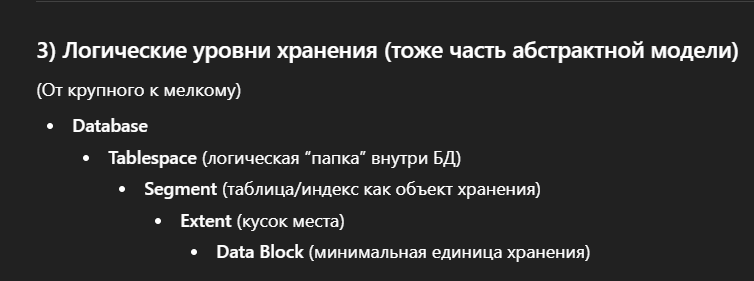 3) Логические уровни хранения (тоже часть абстрактной модели)
(От крупного к мелкому)
• Database
• Tablespace (логическая “папка” внутри БД)
• Segment (таблица/индекс как объект хранения)
• Extent (кусок места)
• Data Block (минимальная единица хранения)